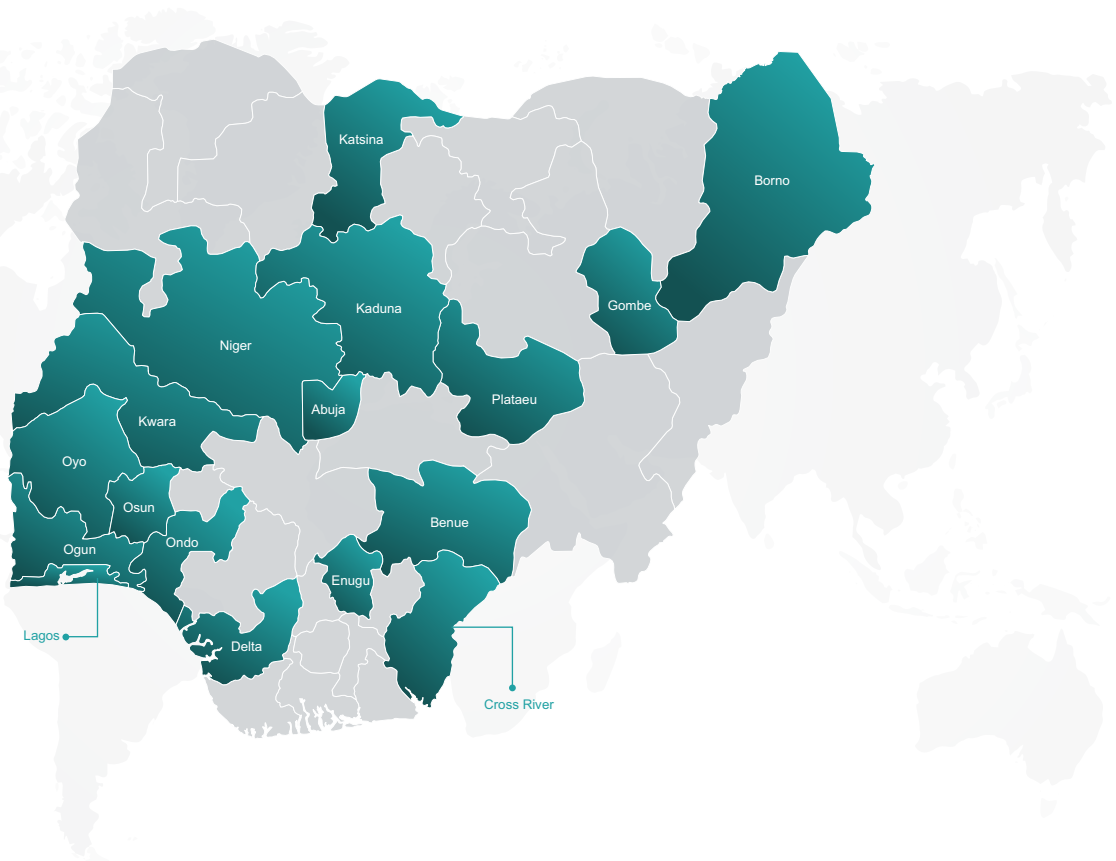 Katsina
Borno
Gombe
Kaduna
Niger
Plataeu
Abuja
Kwara
Oyo
Osun
Benue
Ondo
Ogun
Enugu
Lagos
Delta
Cross River